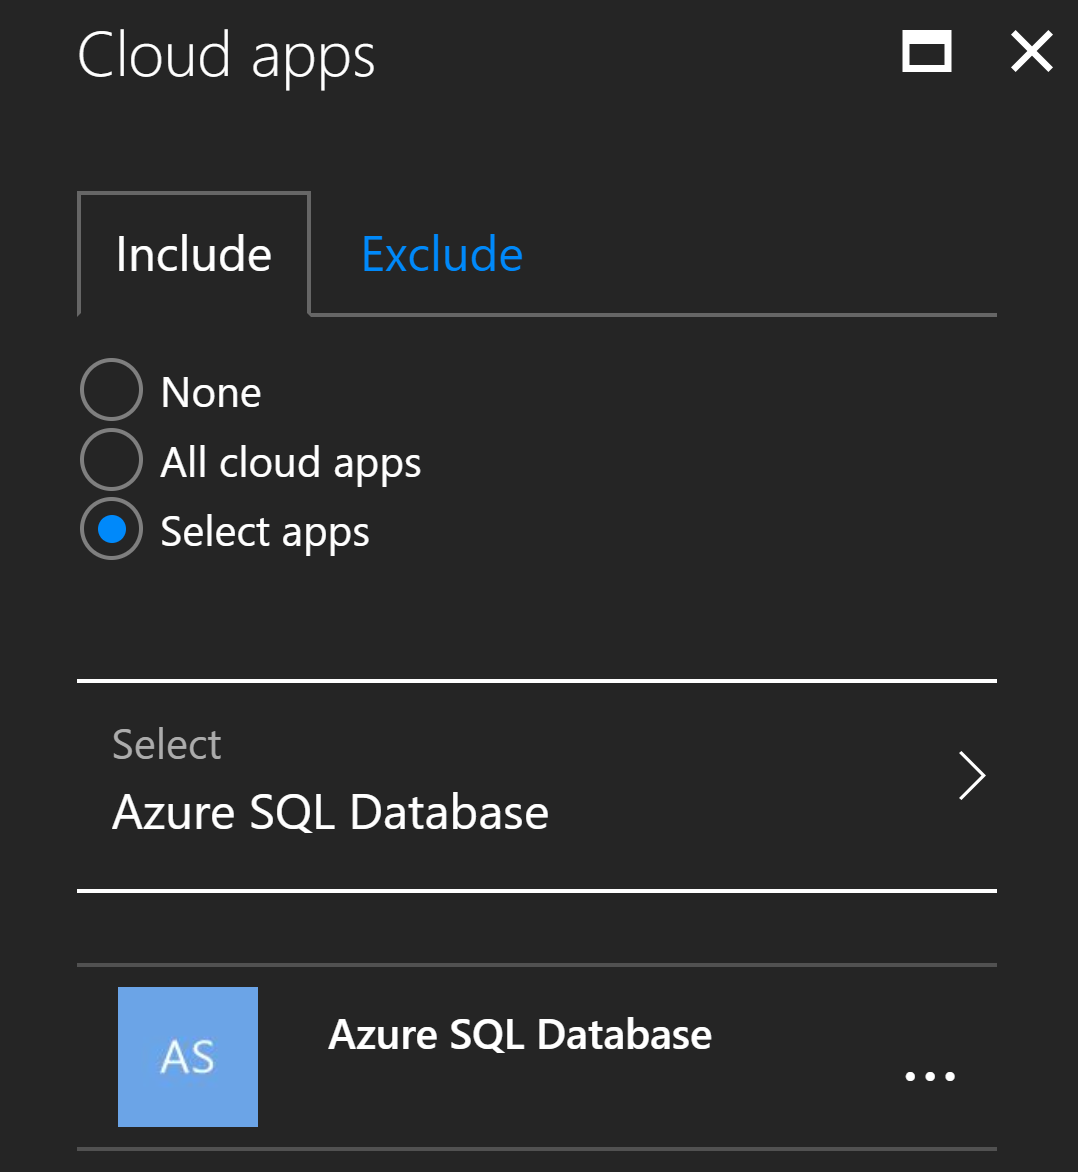 Cloud apps
Include
Exclude
None
All cloud apps
Select apps
Select
Azure SQL Database
AS
Azure SQL Database
...